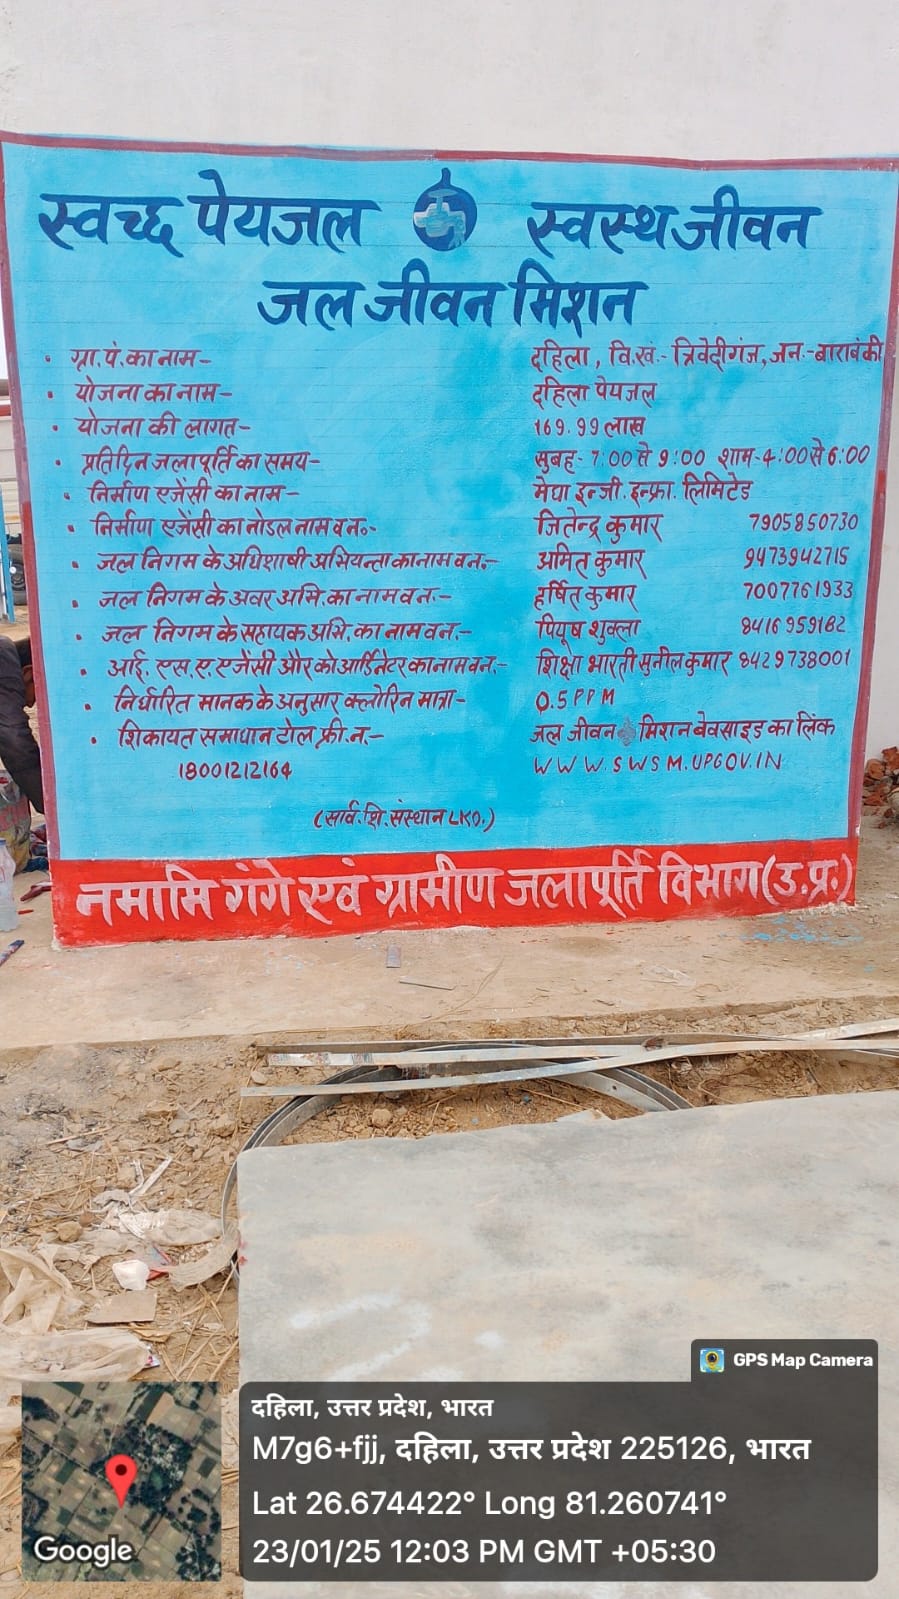 स्वच्छ पेयजल स्वस्थ जीवन
जल जीवन मिशन
• ग्रा.पं.का नाम- दहिला, वि.खं.- त्रिवेदीगंज, जन.-बाराबंकी
• योजना का नाम- दहिला पेयजल
• योजना की लागत- 169.99 लाख
• प्रतिदिन जलापूर्ति का समय- सुबह- 7:00 से 9:00 शाम-4:00 से 6:00
• निर्माण एजेंसी का नाम- मेघा इन्जी. इन्फ्रा. लिमिटेड
• निर्माण एजेंसी का नोडल नाम व न.- जितेन्द्र कुमार 7905850730
• जल निगम के अधिशाषी अभियन्ता का नाम व न.- अमित कुमार 9473942715
• जल निगम के अवर अभि. का नाम व न.- हर्षित कुमार 7007761933
• जल निगम के सहायक अभि. का नाम व न.- पियूष शुक्ला 8416959182
• आई. एस. ए. एजेंसी और कोआर्डिनेटर का नाम व न.- शिक्षा भारती सुनील कुमार 8429738001
• निर्धारित मानक के अनुसार क्लोरिन मात्रा- 0.5 PPM
• शिकायत समाधान टोल फ्री. न.- जल जीवन मिशन बेवसाइड का लिंक
18001212164 WWW.SWSM.UPGOV.IN
(सार्व. शि. संस्थान LKO.)
नमामि गंगे एवं ग्रामीण जलापूर्ति विभाग (उ.प्र.)
GPS Map Camera
दहिला, उत्तर प्रदेश, भारत
M7g6+fjj, दहिला, उत्तर प्रदेश 225126, भारत
Lat 26.674422° Long 81.260741°
23/01/25 12:03 PM GMT +05:30
Google